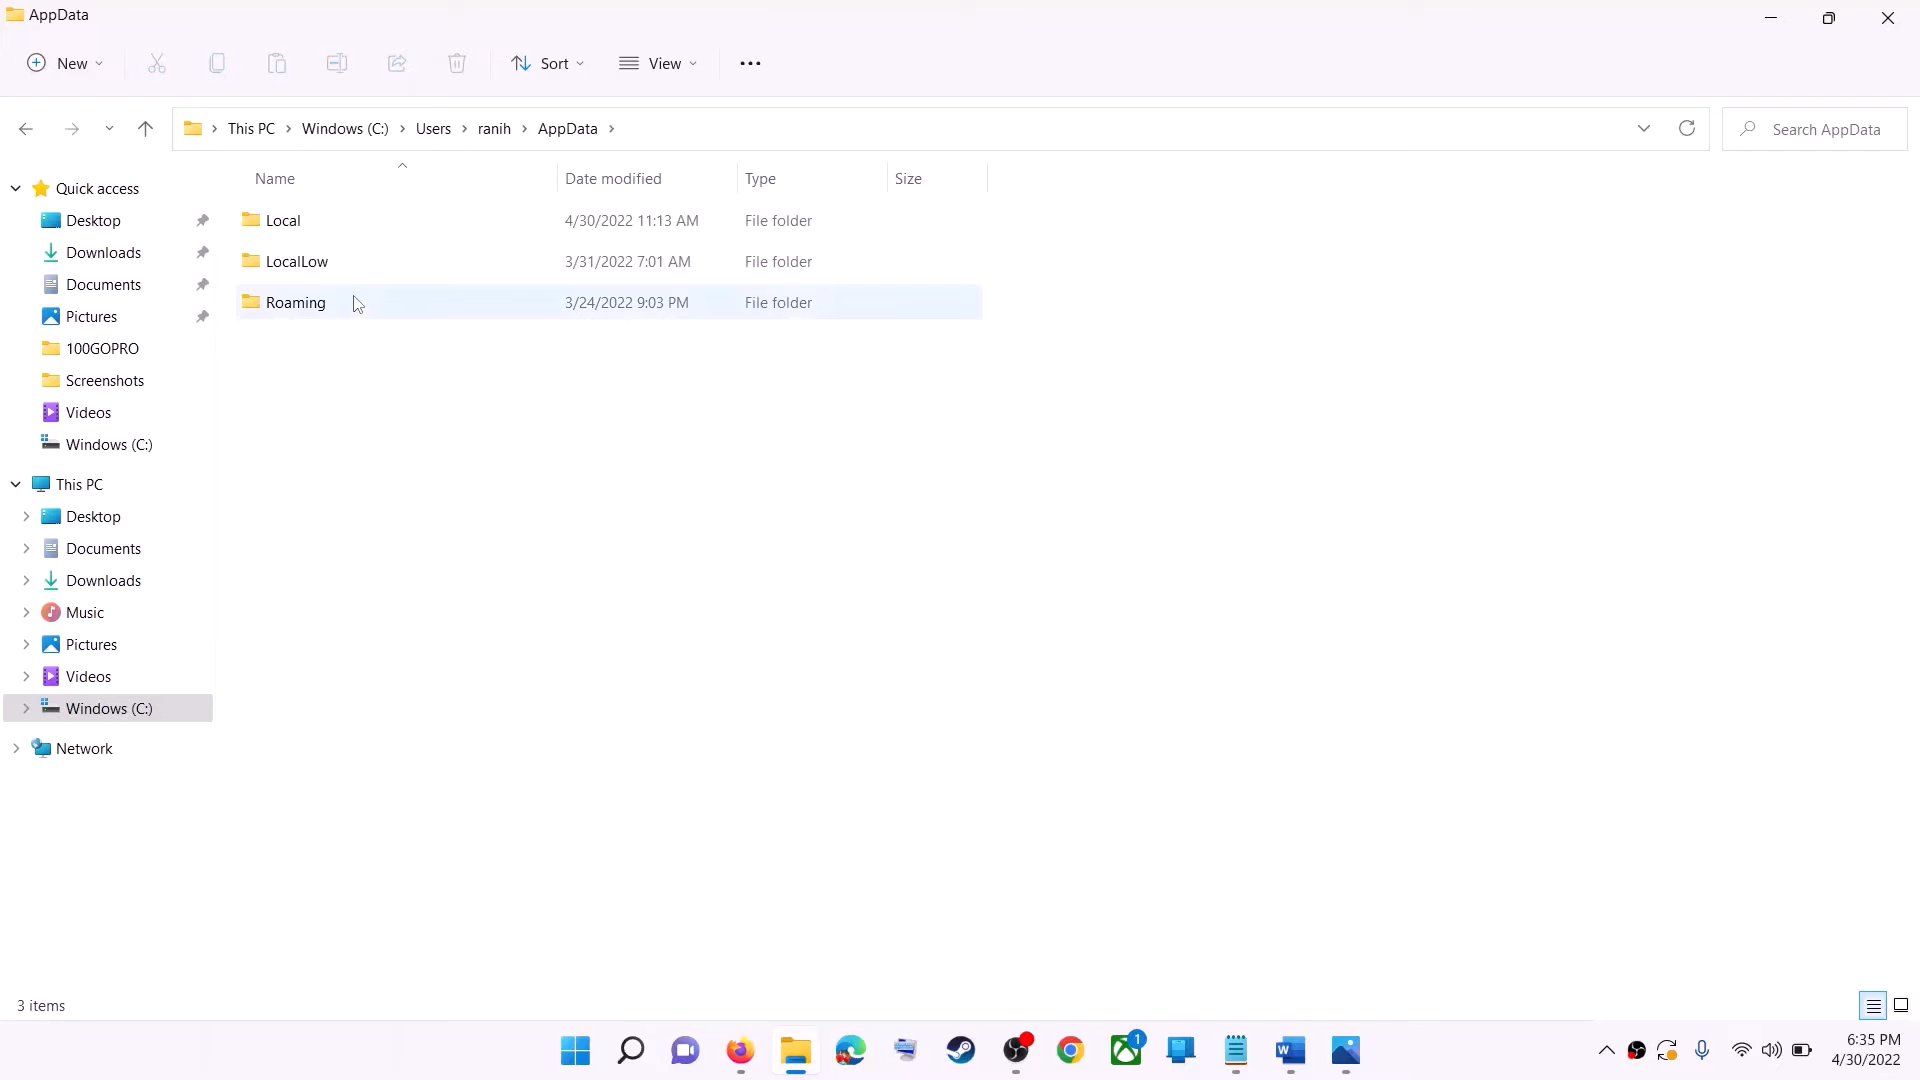 AppData
New
Sort
View
This PC
Windows (C:)
Users
ranih
AppData
Search AppData
Name
Date modified
Type
Size
Local
4/30/2022 11:13 AM
File folder
LocalLow
3/31/2022 7:01 AM
File folder
Roaming
3/24/2022 9:03 PM
File folder
Quick access
Desktop
Downloads
Documents
Pictures
100GOPRO
Screenshots
Videos
Windows (C:)
This PC
Desktop
Documents
Downloads
Music
Pictures
Videos
Windows (C:)
Network
3 items
W
1
6:35 PM
4/30/2022